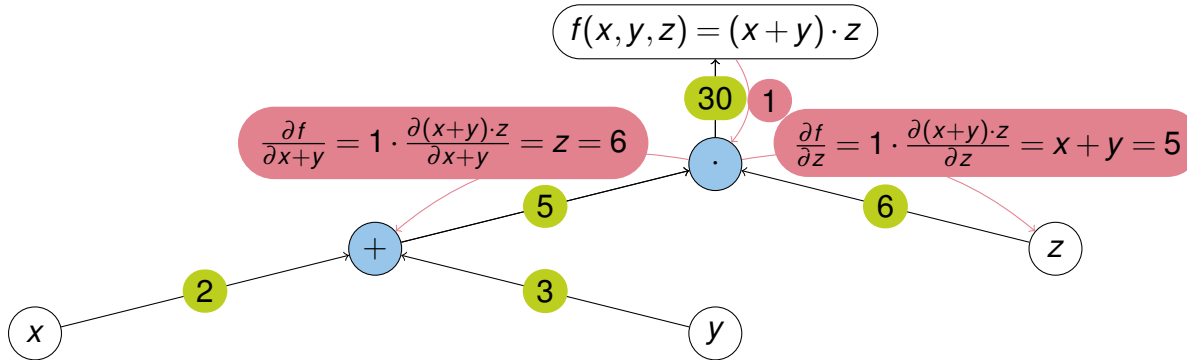 f(x, y, z) = (x + y) · z
30
1
∂f/∂x+y = 1 · ∂(x+y)·z/∂x+y = z = 6
∂f/∂z = 1 · ∂(x+y)·z/∂z = x + y = 5
·
5
6
+
z
2
3
x
y